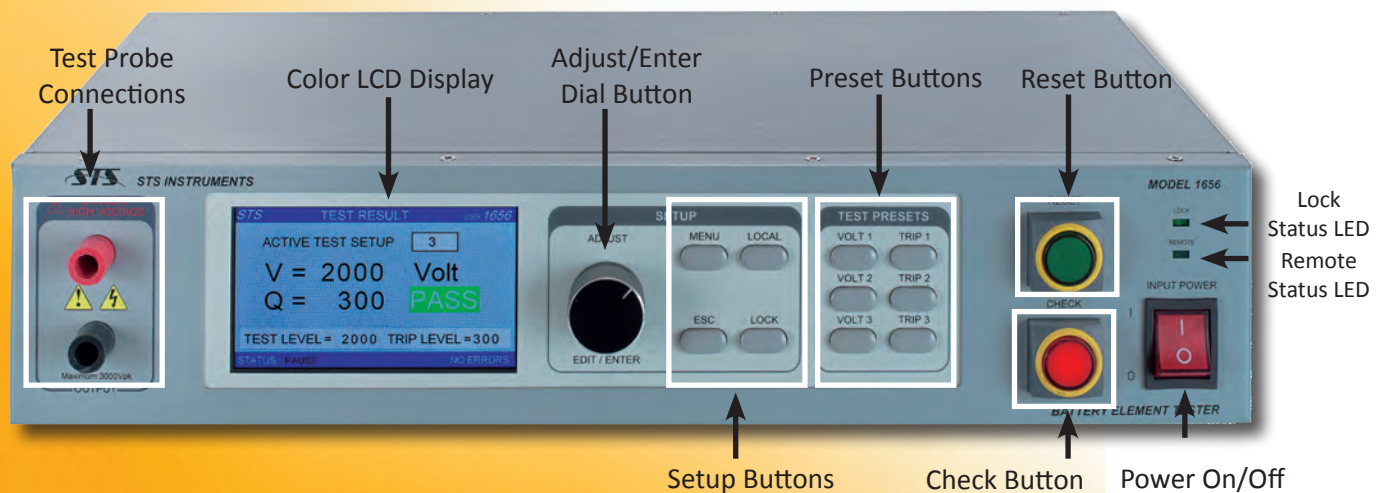 Test Probe
Connections
Color LCD Display
Adjust/Enter
Dial Button
Preset Buttons
Reset Button
STS STS INSTRUMENTS
MODEL 1656
HIGH VOLTAGE
Maximum:3000Vpk.
OUTPUT
STS TEST RESULT 1656
ACTIVE TEST SETUP 3
V = 2000 Volt
Q = 300 PASS
TEST LEVEL = 2000 TRIP LEVEL =300
STATUS: PAUSE NO ERRORS
SETUP
ADJUST
EDIT / ENTER
MENU LOCAL
ESC LOCK
TEST PRESETS
VOLT 1 TRIP 1
VOLT 2 TRIP 2
VOLT 3 TRIP 3
RESET
CHECK
LOCK
REMOTE
INPUT POWER
I
I
O
0
BATTERY ELEMENT TESTER
Lock
Status LED
Remote
Status LED
Setup Buttons
Check Button
Power On/Off